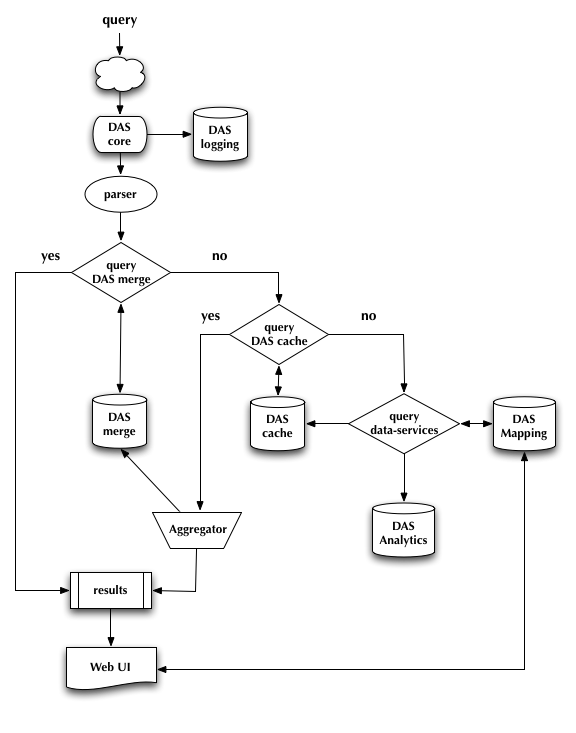 query
DAS
core
DAS
logging
parser
yes
query
DAS merge
no
yes
query
DAS cache
no
DAS
merge
DAS
cache
query
data-services
DAS
Mapping
Aggregator
DAS
Analytics
results
Web UI